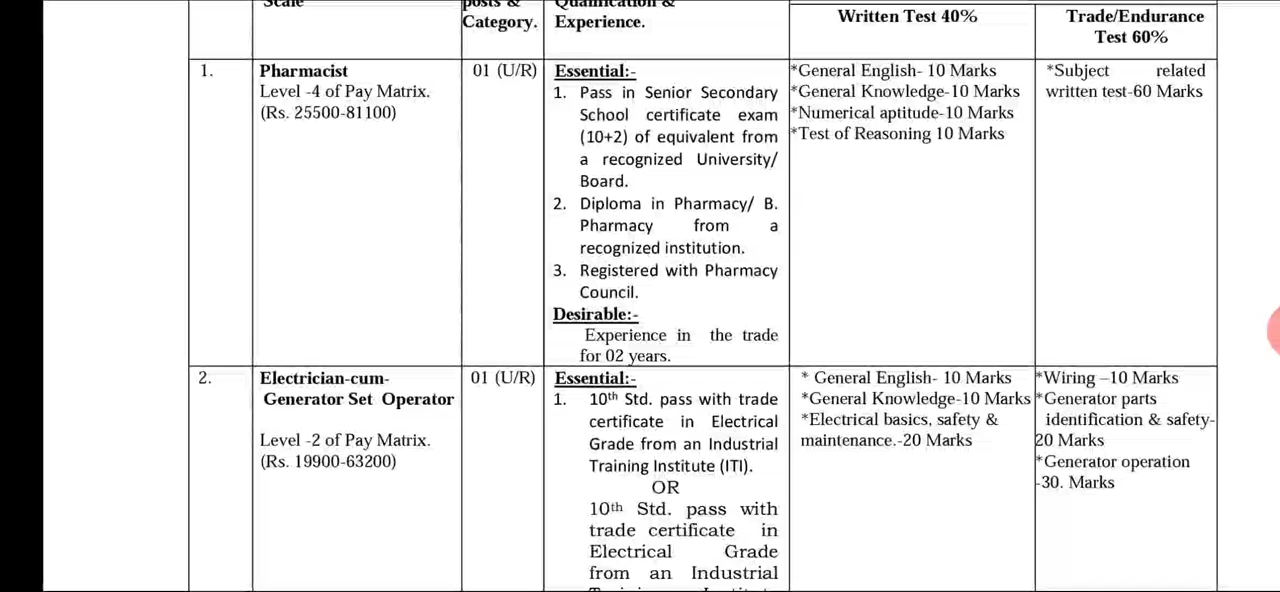 Scale
posts &
Category.
Qualification &
Experience.
Written Test 40%
Trade/Endurance
Test 60%
1.
Pharmacist
Level -4 of Pay Matrix.
(Rs. 25500-81100)
01 (U/R)
Essential:-
1. Pass in Senior Secondary
School certificate exam
(10+2) of equivalent from
a recognized University/
Board.
2. Diploma in Pharmacy/ B.
Pharmacy from a
recognized institution.
3. Registered with Pharmacy
Council.
Desirable:-
Experience in the trade
for 02 years.
*General English- 10 Marks
*General Knowledge-10 Marks
*Numerical aptitude-10 Marks
*Test of Reasoning 10 Marks
*Subject related
written test-60 Marks
2.
Electrician-cum-
Generator Set Operator
Level -2 of Pay Matrix.
(Rs. 19900-63200)
01 (U/R)
Essential:-
1. 10th Std. pass with trade
certificate in Electrical
Grade from an Industrial
Training Institute (ITI).
OR
10th Std. pass with
trade certificate in
Electrical Grade
from an Industrial
* General English- 10 Marks
*General Knowledge-10 Marks
*Electrical basics, safety &
maintenance.-20 Marks
*Wiring –10 Marks
*Generator parts
identification & safety-
20 Marks
*Generator operation
-30. Marks